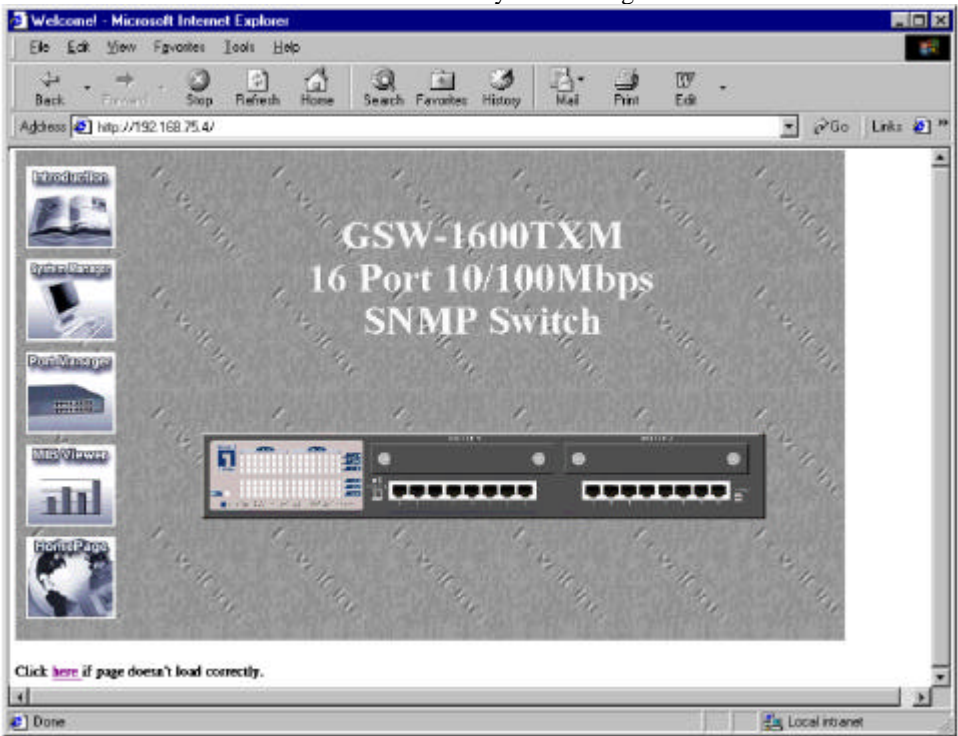 Welcome! - Microsoft Internet Explorer
File Edit View Favorites Tools Help
Back Forward Stop Refresh Home Search Favorites History Mail Print Edit
Address http://192.168.75.4/ Go Links »
Introduction
System Manager
Port Manager
MIB Viewer
HomePage
GSW-1600TXM
16 Port 10/100Mbps
SNMP Switch
Click here if page doesn't load correctly.
Done
Local intranet